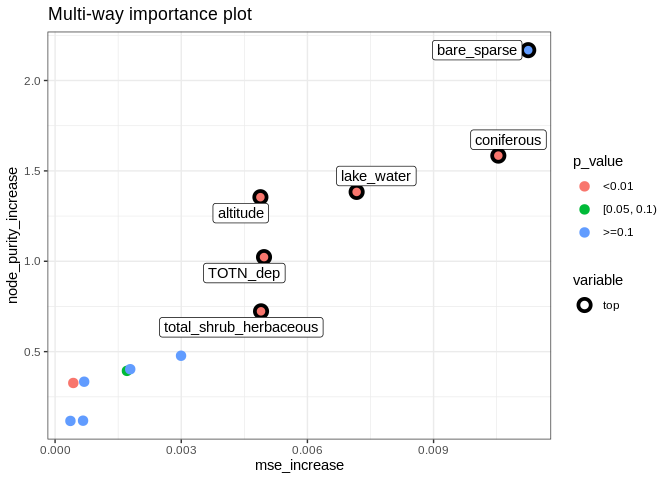 Multi-way importance plot
node_purity_increase
2.0
1.5
1.0
0.5
bare_sparse
coniferous
lake_water
altitude
TOTN_dep
total_shrub_herbaceous
0.000
0.003
0.006
0.009
mse_increase
p_value
<0.01
[0.05, 0.1)
>=0.1
variable
top